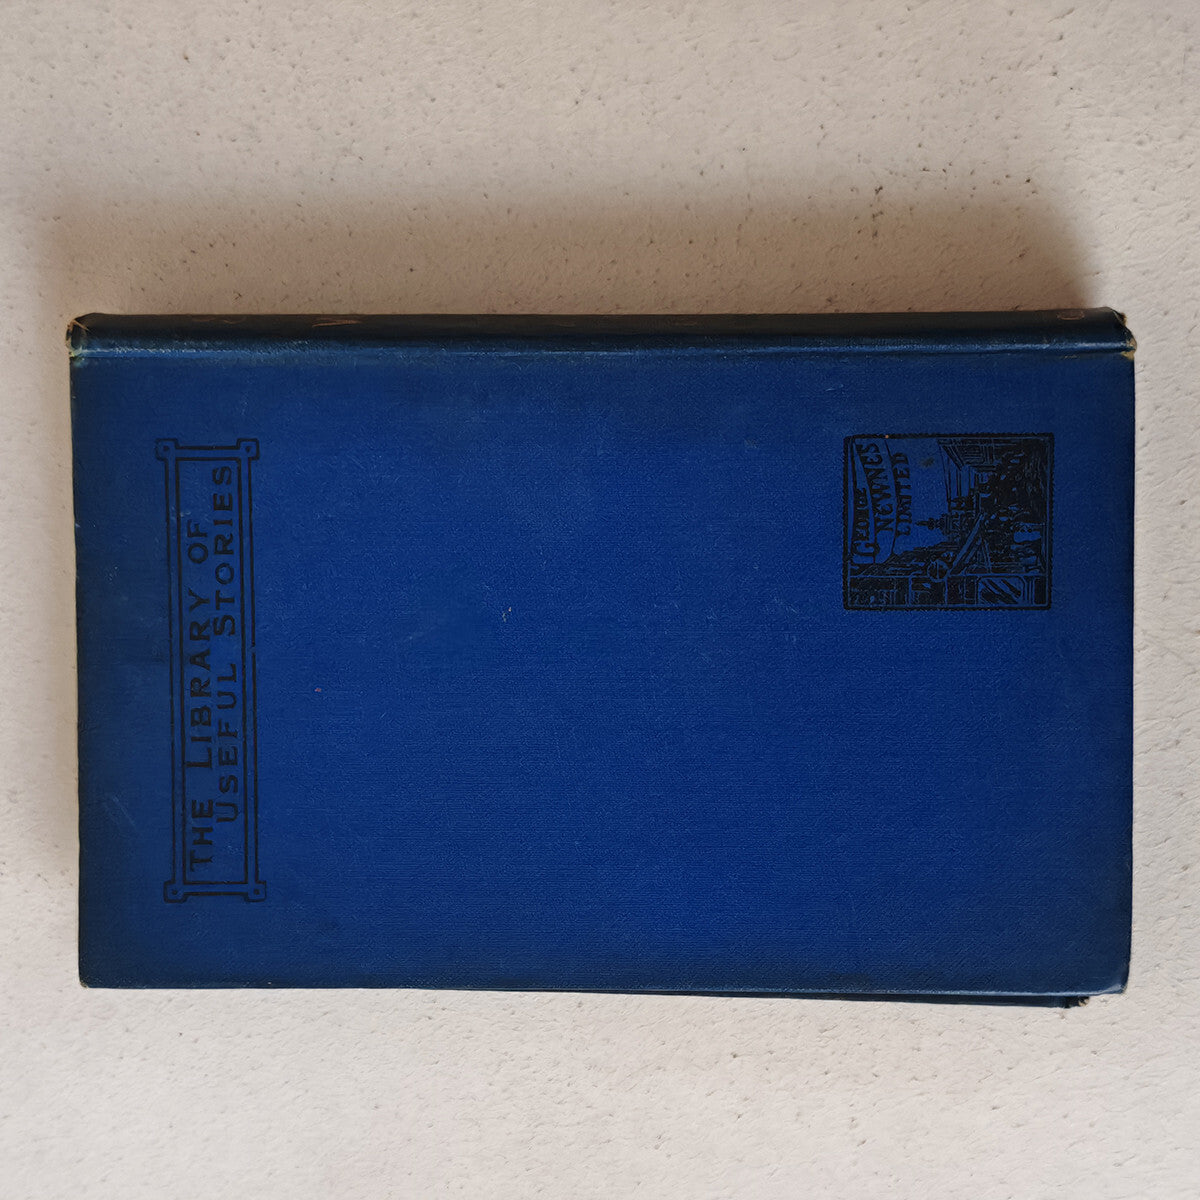 THE LIBRARY OF
USEFUL STORIES
GEORGE
NEWNES
LIMITED